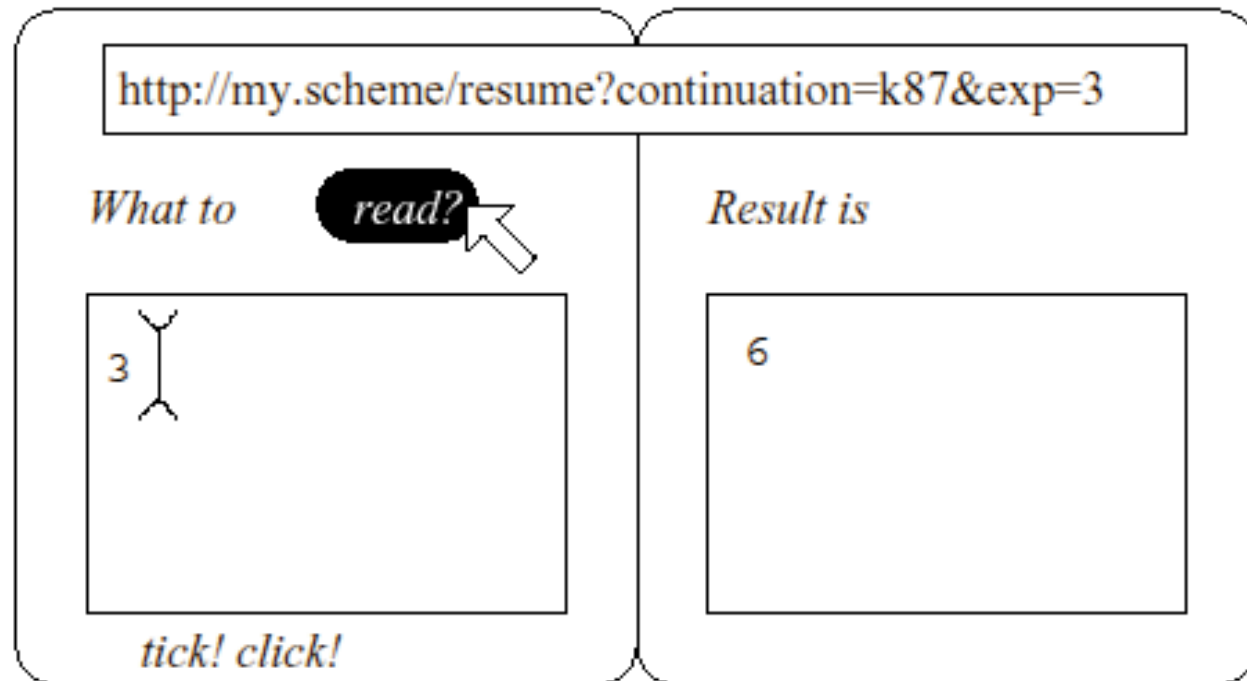 http://my.scheme/resume?continuation=k87&exp=3
What to read?
3
tick! click!
Result is
6